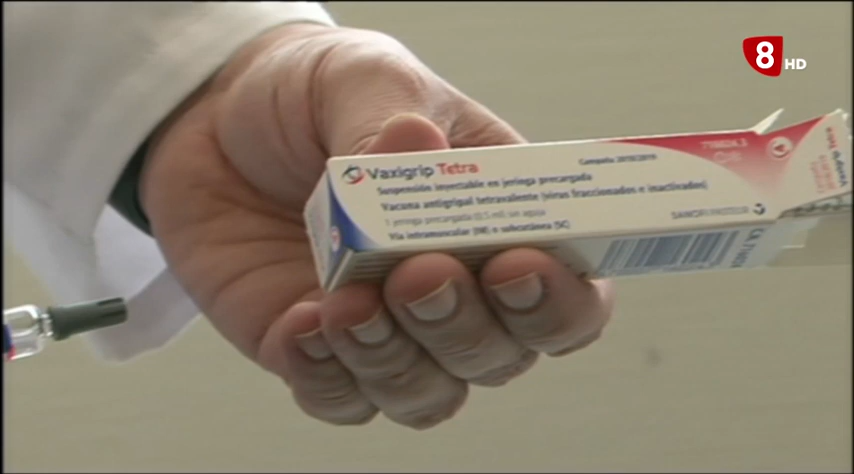 8 HD
Vaxigrip Tetra
Campaña 2018/2019
Suspensión inyectable en jeringa precargada
Vacuna antigripal tetravalente (virus fraccionados e inactivados)
1 jeringa precargada (0,5 ml) sin aguja
Vía intramuscular (IM) o subcutánea (SC)
SANOFI PASTEUR